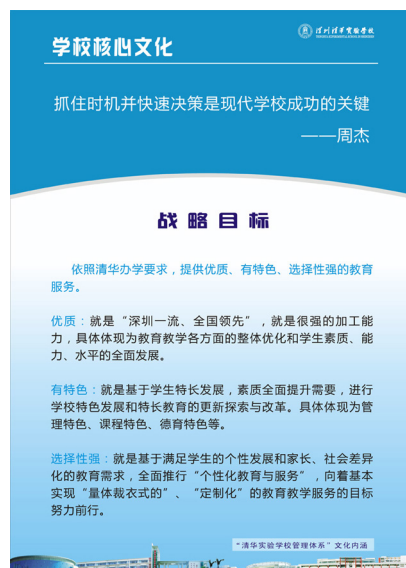 深圳清华实验学校
学校核心文化
抓住时机并快速决策是现代学校成功的关键
——周杰
战略目标
依照清华办学要求，提供优质、有特色、选择性强的教育
服务。
优质：就是“深圳一流、全国领先”，就是很强的加工能
力，具体体现为教育教学各方面的整体优化和学生素质、能
力、水平的全面发展。
有特色：就是基于学生特长发展，素质全面提升需要，进行
学校特色发展和特长教育的更新探索与改革。具体体现为管
理特色、课程特色、德育特色等。
选择性强：就是基于满足学生的个性发展和家长、社会差异
化的教育需求，全面推行“个性化教育与服务”，向着基本
实现“量体裁衣式的”、“定制化”的教育教学服务的目标
努力前行。
“清华实验学校管理体系”文化内涵